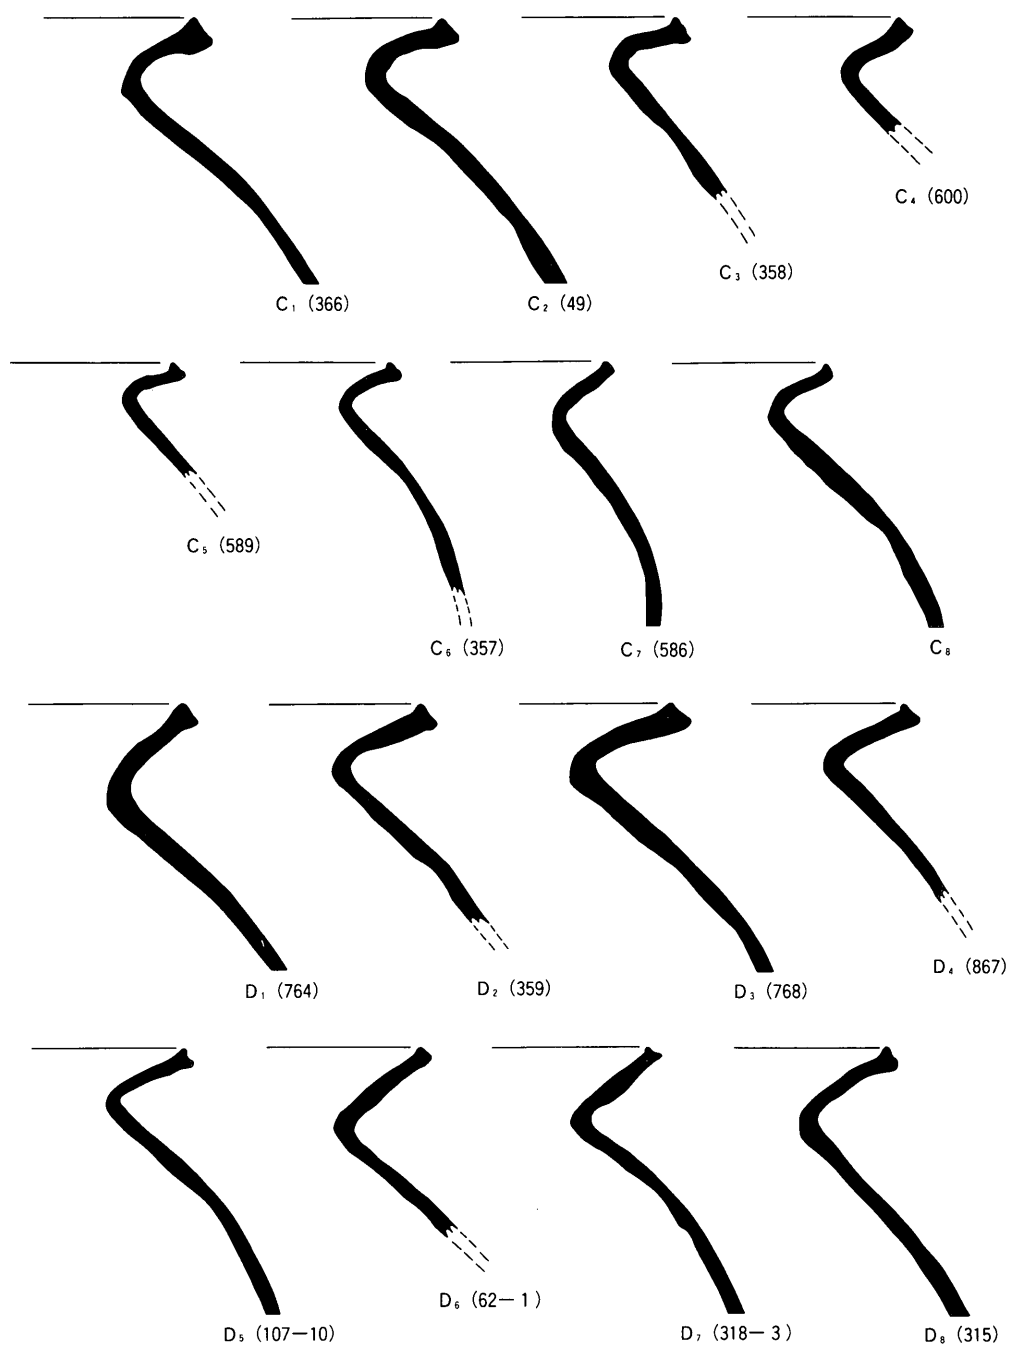 C₁ (366)
C₂ (49)
C₃ (358)
C₄ (600)
C₅ (589)
C₆ (357)
C₇ (586)
C₈
D₁ (764)
D₂ (359)
D₃ (768)
D₄ (867)
D₅ (107−10)
D₆ (62−1)
D₇ (318−3)
D₈ (315)